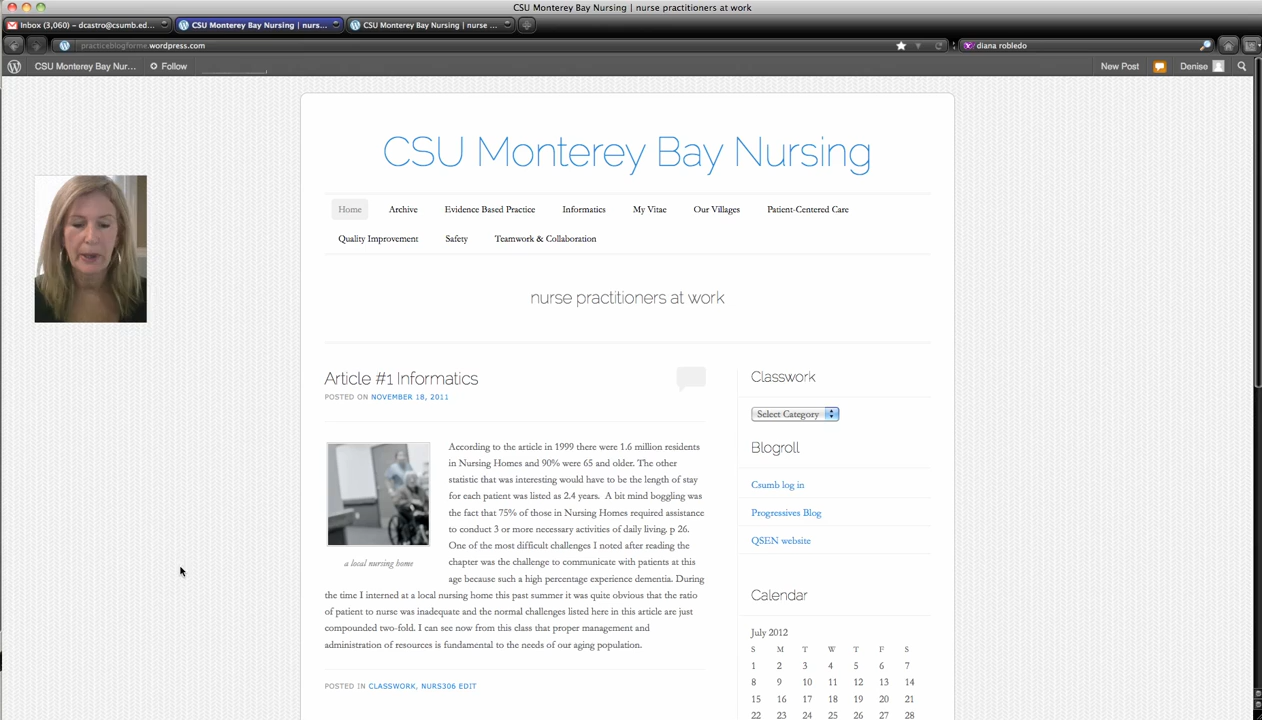 CSU Monterey Bay Nursing | nurse practitioners at work
Inbox (3,060) – dcastro@csumb.ed...
CSU Monterey Bay Nursing | nurs...
CSU Monterey Bay Nursing | nurse ...
practiceblogforme.wordpress.com
diana robledo
CSU Monterey Bay Nur...
Follow
New Post
Denise
CSU Monterey Bay Nursing
Home
Archive
Evidence Based Practice
Informatics
My Vitae
Our Villages
Patient-Centered Care
Quality Improvement
Safety
Teamwork & Collaboration
nurse practitioners at work
Article #1 Informatics
POSTED ON NOVEMBER 18, 2011
According to the article in 1999 there were 1.6 million residents
in Nursing Homes and 90% were 65 and older. The other
statistic that was interesting would have to be the length of stay
for each patient was listed as 2.4 years. A bit mind boggling was
the fact that 75% of those in Nursing Homes required assistance
to conduct 3 or more necessary activities of daily living. p 26.
One of the most difficult challenges I noted after reading the
chapter was the challenge to communicate with patients at this
age because such a high percentage experience dementia. During
the time I interned at a local nursing home this past summer it was quite obvious that the ratio
of patient to nurse was inadequate and the normal challenges listed here in this article are just
compounded two-fold. I can see now from this class that proper management and
administration of resources is fundamental to the needs of our aging population.
a local nursing home
POSTED IN CLASSWORK, NURS306 EDIT
Classwork
Select Category
Blogroll
Csumb log in
Progressives Blog
QSEN website
Calendar
July 2012
S M T W T F S
1 2 3 4 5 6 7
8 9 10 11 12 13 14
15 16 17 18 19 20 21
22 23 24 25 26 27 28